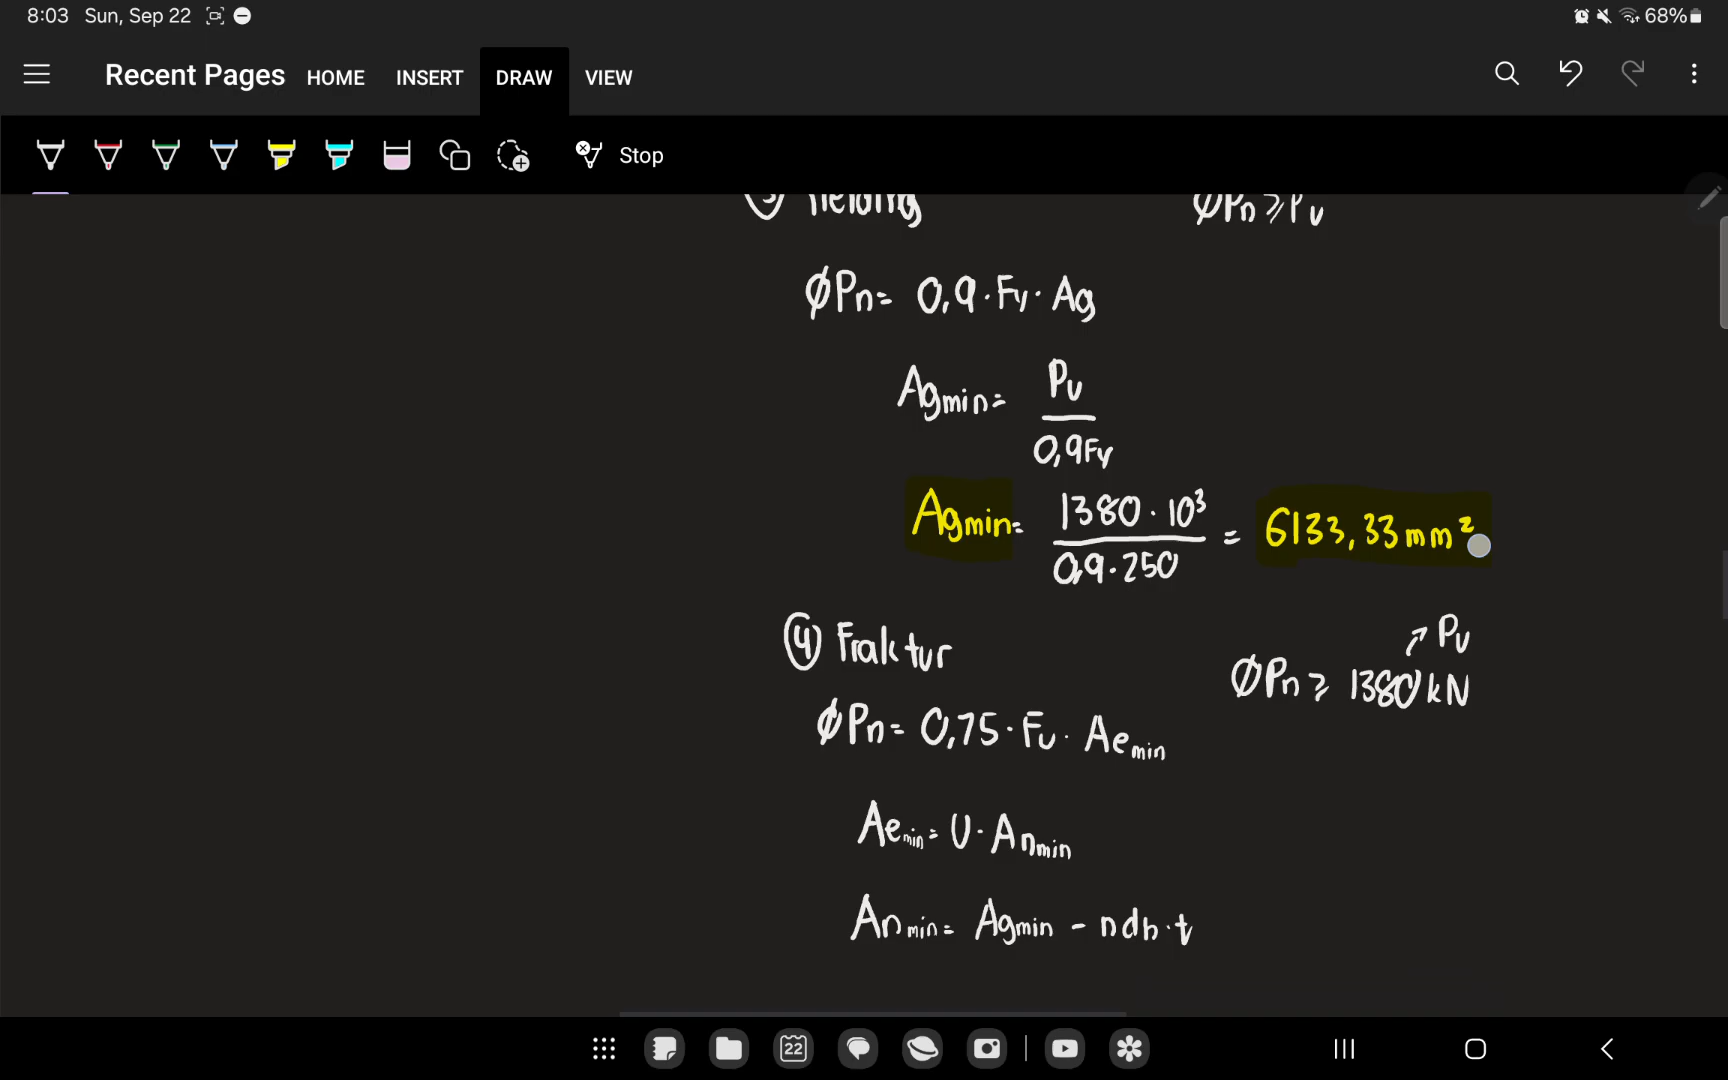 8:03 Sun, Sep 22 68%
Recent Pages HOME INSERT DRAW VIEW
Stop
Yielding ØPn ≥ Pu
ØPn = 0,9 · Fy · Ag
Agmin = Pu / 0,9Fy
Agmin = 1380 · 10³ / 0,9 · 250 = 6133,33 mm²
④ Fraktur Pu
ØPn ≥ 1380 kN
ØPn = 0,75 · Fu · Aemin
Aemin = U · Anmin
Anmin = Agmin - ndh · t
22